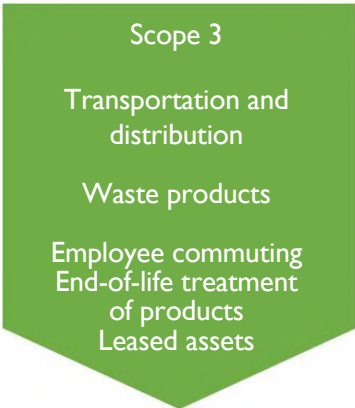 Scope 3
Transportation and
distribution
Waste products
Employee commuting
End-of-life treatment
of products
Leased assets